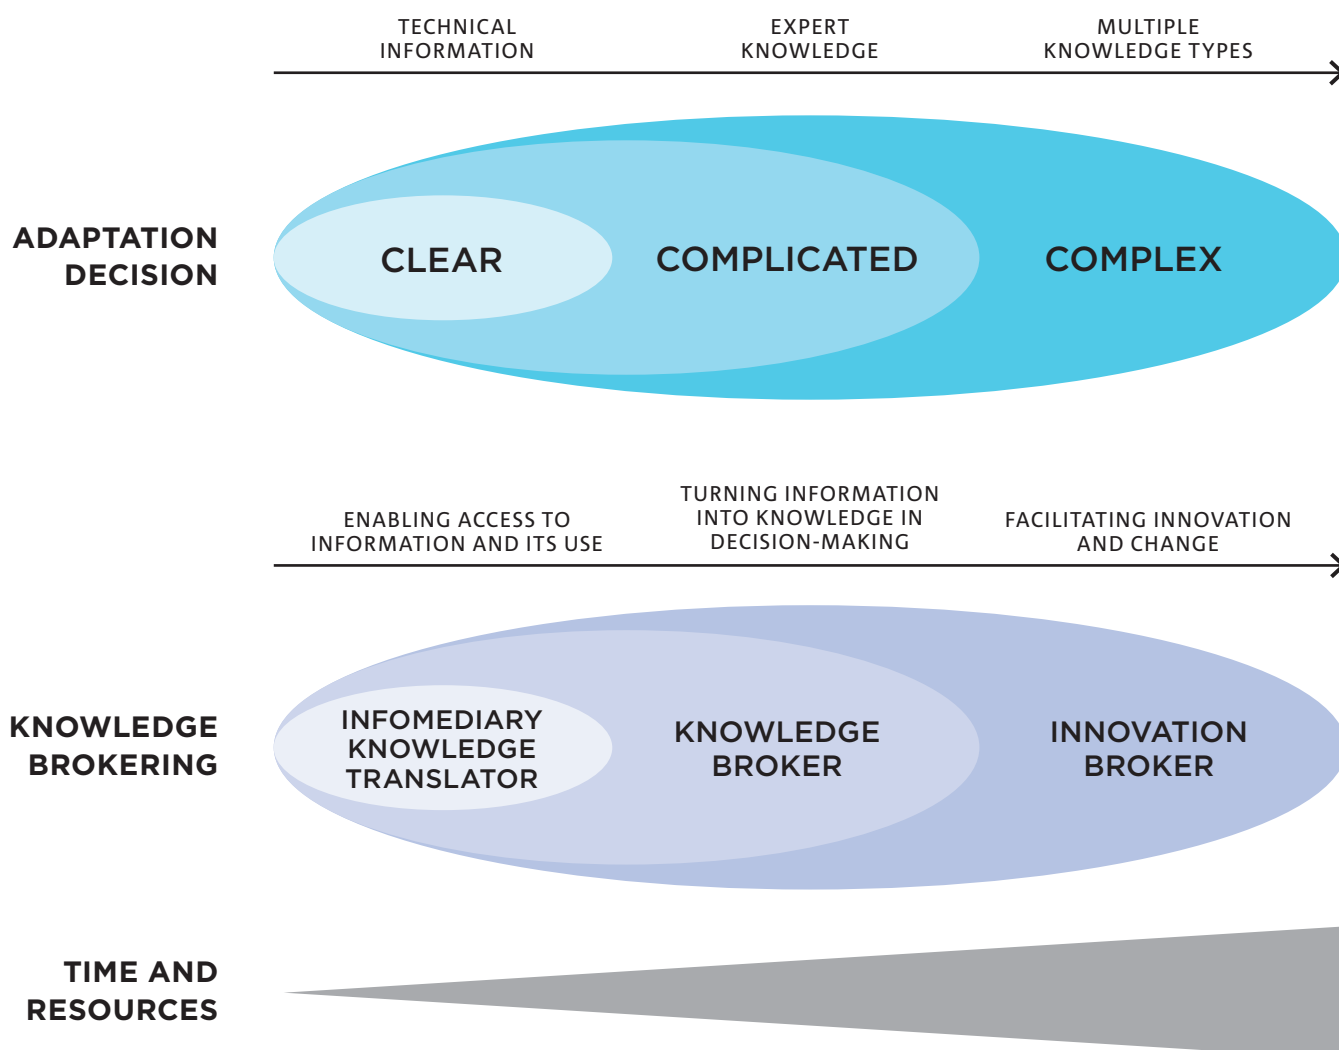 TECHNICAL
INFORMATION
EXPERT
KNOWLEDGE
MULTIPLE
KNOWLEDGE TYPES
ADAPTATION
DECISION
CLEAR
COMPLICATED
COMPLEX
ENABLING ACCESS TO
INFORMATION AND ITS USE
TURNING INFORMATION
INTO KNOWLEDGE IN
DECISION-MAKING
FACILITATING INNOVATION
AND CHANGE
KNOWLEDGE
BROKERING
INFOMEDIARY
KNOWLEDGE
TRANSLATOR
KNOWLEDGE
BROKER
INNOVATION
BROKER
TIME AND
RESOURCES